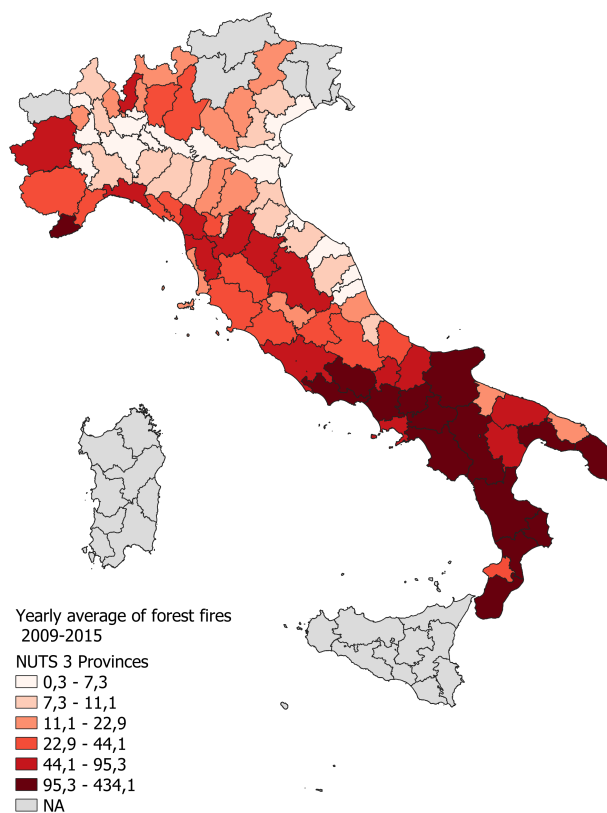 Yearly average of forest fires
2009-2015
NUTS 3 Provinces
0,3 - 7,3
7,3 - 11,1
11,1 - 22,9
22,9 - 44,1
44,1 - 95,3
95,3 - 434,1
NA